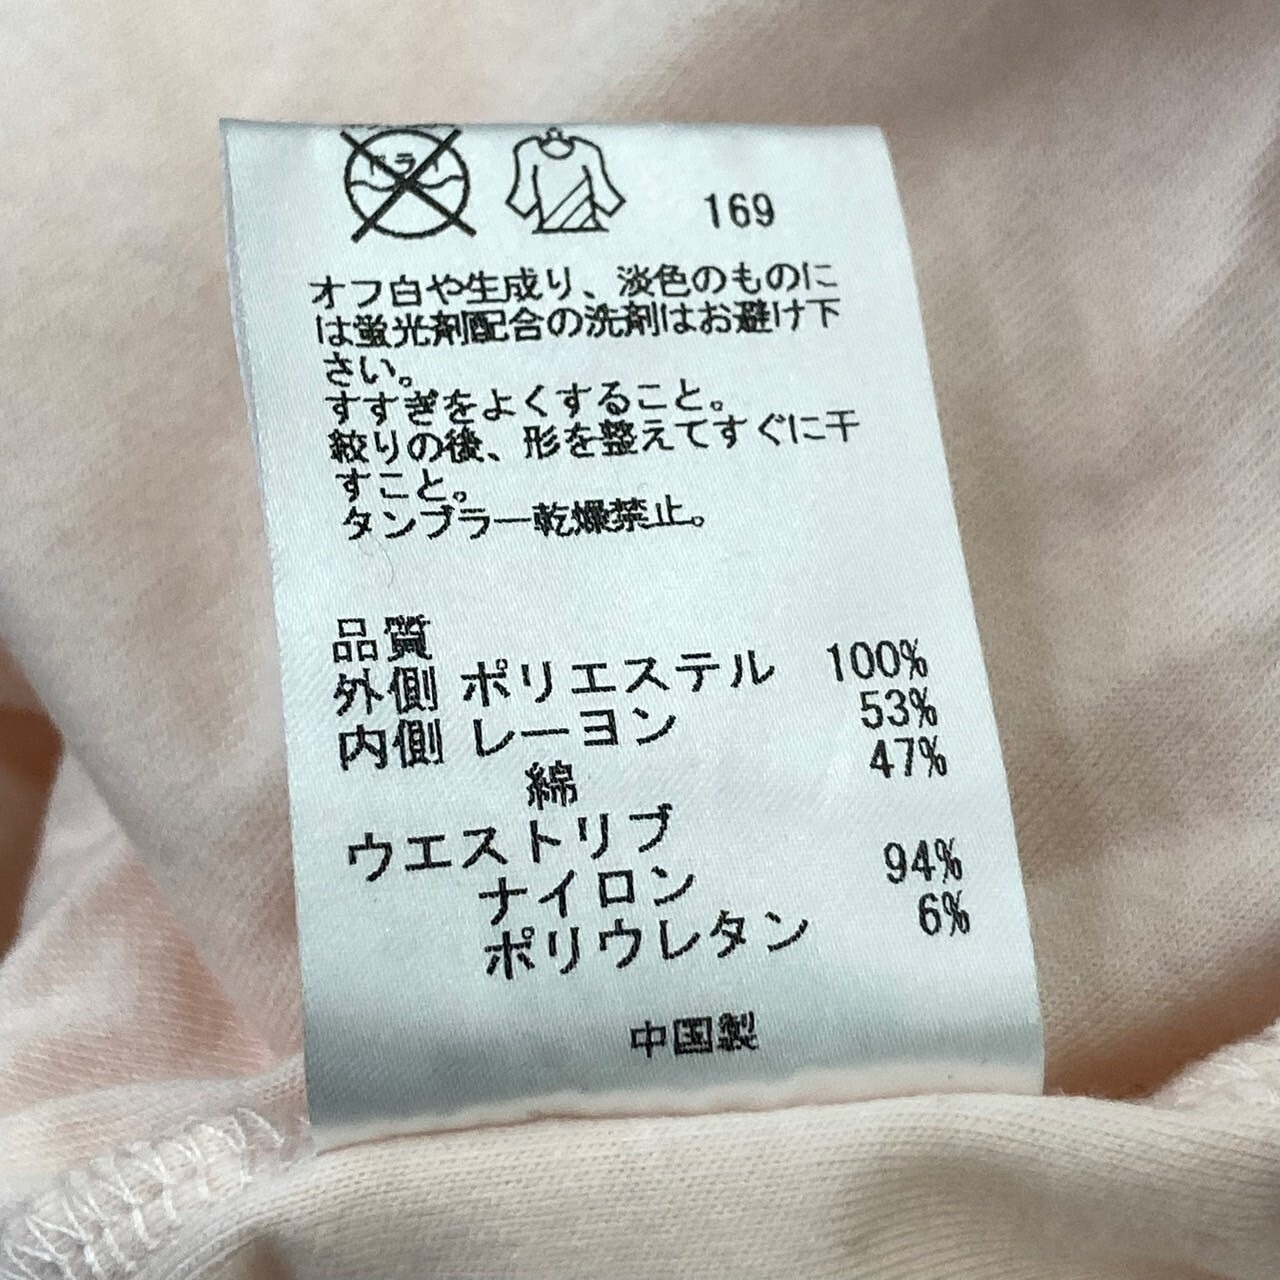 ドライ
169
オフ白や生成り、淡色のものに
は蛍光剤配合の洗剤はお避け下
さい。
すすぎをよくすること。
絞りの後、形を整えてすぐに干
すこと。
タンブラー乾燥禁止。
品質
外側 ポリエステル 100%
内側 レーヨン 53%
綿 47%
ウエストリブ
ナイロン 94%
ポリウレタン 6%
中国製